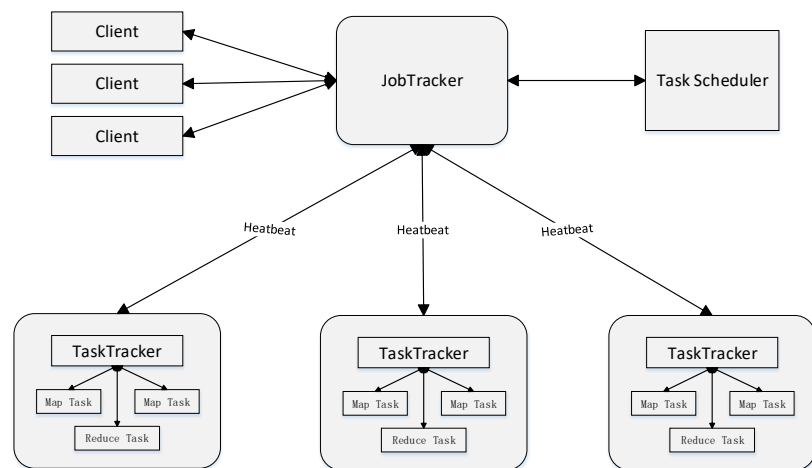 Client
Client
Client
JobTracker
Task Scheduler
Heatbeat
Heatbeat
Heatbeat
TaskTracker
Map Task
Map Task
Reduce Task
TaskTracker
Map Task
Map Task
Reduce Task
TaskTracker
Map Task
Map Task
Reduce Task